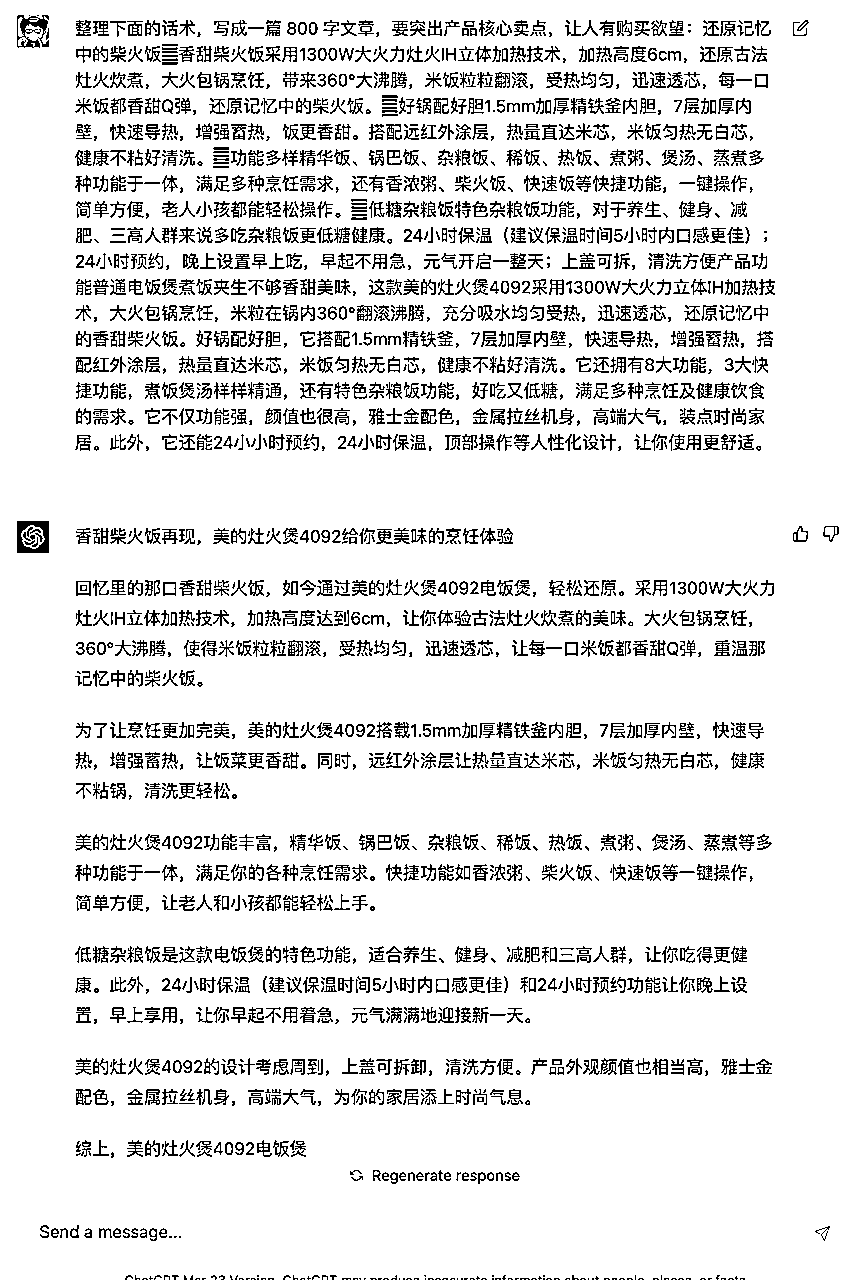 整理下面的话术，写成一篇 800 字文章，要突出产品核心卖点，让人有购买欲望：还原记忆
中的柴火饭䷀香甜柴火饭采用1300W大火力灶火IH立体加热技术，加热高度6cm，还原古法
灶火炊煮，大火包锅烹饪，带来360°大沸腾，米饭粒粒翻滚，受热均匀，迅速透芯，每一口
米饭都香甜Q弹，还原记忆中的柴火饭。䷀好锅配好胆1.5mm加厚精铁釜内胆，7层加厚内
壁，快速导热，增强蓄热，饭更香甜。搭配远红外涂层，热量直达米芯，米饭匀热无白芯，
健康不粘好清洗。䷀功能多样精华饭、锅巴饭、杂粮饭、稀饭、热饭、煮粥、煲汤、蒸煮多
种功能于一体，满足多种烹饪需求，还有香浓粥、柴火饭、快速饭等快捷功能，一键操作，
简单方便，老人小孩都能轻松操作。䷀低糖杂粮饭特色杂粮饭功能，对于养生、健身、减
肥、三高人群来说多吃杂粮饭更低糖健康。24小时保温（建议保温时间5小时内口感更佳）；
24小时预约，晚上设置早上吃，早起不用急，元气开启一整天；上盖可拆，清洗方便产品功
能普通电饭煲煮饭夹生不够香甜美味，这款美的灶火煲4092采用1300W大火力立体IH加热技
术，大火包锅烹饪，米粒在锅内360°翻滚沸腾，充分吸水均匀受热，迅速透芯，还原记忆中
的香甜柴火饭。好锅配好胆，它搭配1.5mm精铁釜，7层加厚内壁，快速导热，增强蓄热，搭
配红外涂层，热量直达米芯，米饭匀热无白芯，健康不粘好清洗。它还拥有8大功能，3大快
捷功能，煮饭煲汤样样精通，还有特色杂粮饭功能，好吃又低糖，满足多种烹饪及健康饮食
的需求。它不仅功能强，颜值也很高，雅士金配色，金属拉丝机身，高端大气，装点时尚家
居。此外，它还能24小小时预约，24小时保温，顶部操作等人性化设计，让你使用更舒适。
香甜柴火饭再现，美的灶火煲4092给你更美味的烹饪体验
回忆里的那口香甜柴火饭，如今通过美的灶火煲4092电饭煲，轻松还原。采用1300W大火力
灶火IH立体加热技术，加热高度达到6cm，让你体验古法灶火炊煮的美味。大火包锅烹饪，
360°大沸腾，使得米饭粒粒翻滚，受热均匀，迅速透芯，让每一口米饭都香甜Q弹，重温那
记忆中的柴火饭。
为了让烹饪更加完美，美的灶火煲4092搭载1.5mm加厚精铁釜内胆，7层加厚内壁，快速导
热，增强蓄热，让饭菜更香甜。同时，远红外涂层让热量直达米芯，米饭匀热无白芯，健康
不粘锅，清洗更轻松。
美的灶火煲4092功能丰富，精华饭、锅巴饭、杂粮饭、稀饭、热饭、煮粥、煲汤、蒸煮等多
种功能于一体，满足你的各种烹饪需求。快捷功能如香浓粥、柴火饭、快速饭等一键操作，
简单方便，让老人和小孩都能轻松上手。
低糖杂粮饭是这款电饭煲的特色功能，适合养生、健身、减肥和三高人群，让你吃得更健
康。此外，24小时保温（建议保温时间5小时内口感更佳）和24小时预约功能让你晚上设
置，早上享用，让你早起不用着急，元气满满地迎接新一天。
美的灶火煲4092的设计考虑周到，上盖可拆卸，清洗方便。产品外观颜值也相当高，雅士金
配色，金属拉丝机身，高端大气，为你的家居添上时尚气息。
综上，美的灶火煲4092电饭煲
Regenerate response
Send a message...
ChatGPT Mar 23 Version. ChatGPT may produce inaccurate information about people, places, or facts